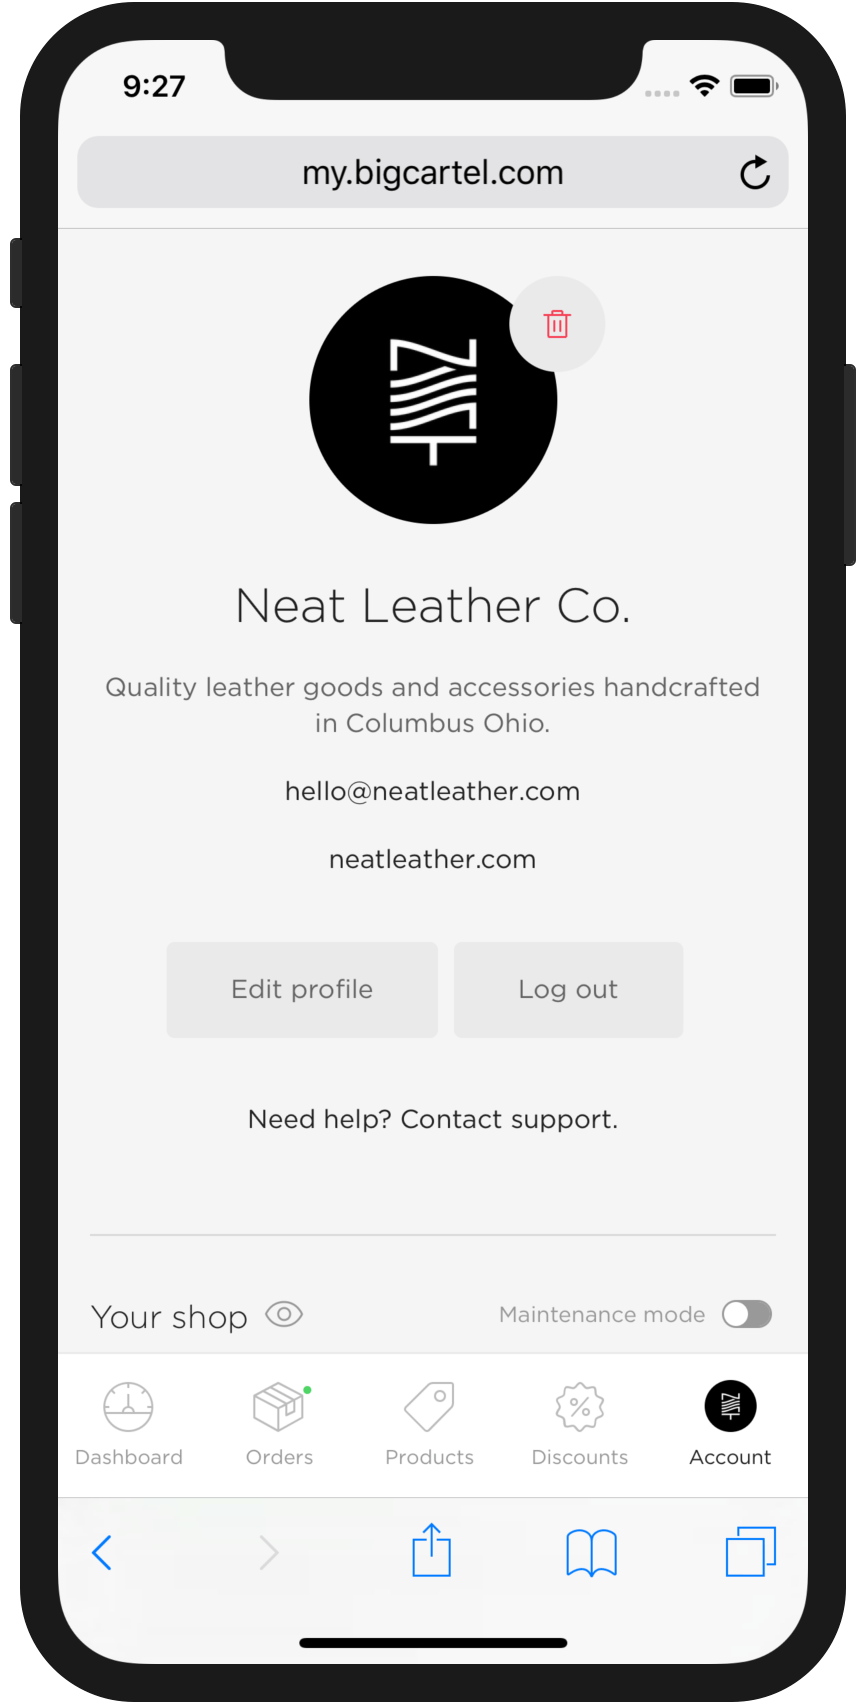 9:27
my.bigcartel.com
Neat Leather Co.
Quality leather goods and accessories handcrafted
in Columbus Ohio.
hello@neatleather.com
neatleather.com
Edit profile
Log out
Need help? Contact support.
Your shop
Maintenance mode
Dashboard
Orders
Products
Discounts
Account